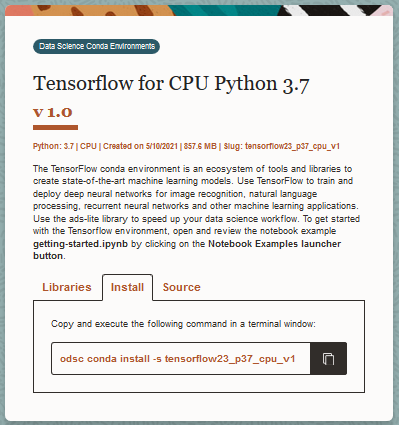 Data Science Conda Environments
Tensorflow for CPU Python 3.7
v 1.0
Python: 3.7 | CPU | Created on 5/10/2021 | 857.6 MB | Slug: tensorflow23_p37_cpu_v1
The TensorFlow conda environment is an ecosystem of tools and libraries to
create state-of-the-art machine learning models. Use TensorFlow to train and
deploy deep neural networks for image recognition, natural language
processing, recurrent neural networks and other machine learning applications.
Use the ads-lite library to speed up your data science workflow. To get started
with the TensorFlow environment, open and review the notebook example
getting-started.ipynb by clicking on the Notebook Examples launcher
button.
Libraries Install Source
Copy and execute the following command in a terminal window:
odsc conda install -s tensorflow23_p37_cpu_v1